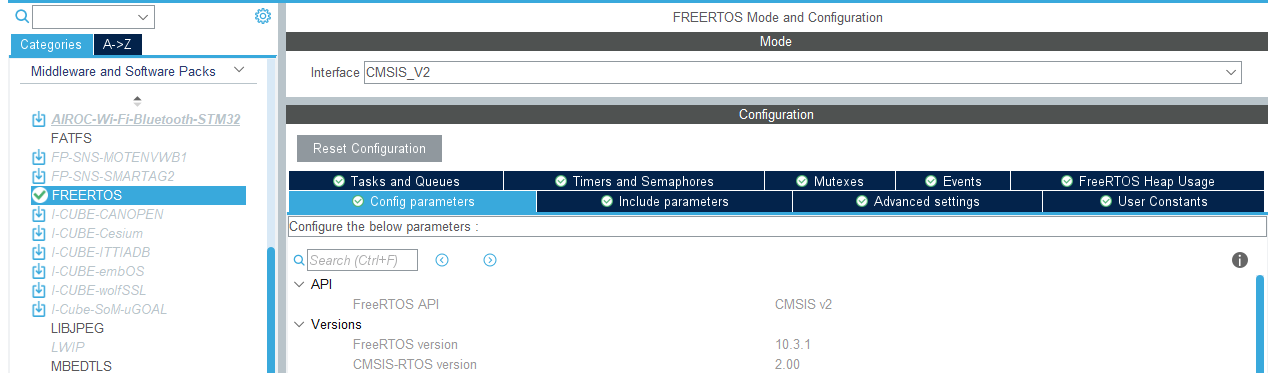 FREERTOS Mode and Configuration
Categories A->Z
Middleware and Software Packs
AIROC-Wi-Fi-Bluetooth-STM32
FATFS
FP-SNS-MOTENVWB1
FP-SNS-SMARTAG2
FREERTOS
I-CUBE-CANOPEN
I-CUBE-Cesium
I-CUBE-ITTIADB
I-CUBE-embOS
I-CUBE-wolfSSL
I-Cube-SoM-uGOAL
LIBJPEG
LWIP
MBEDTLS
Mode
Interface CMSIS_V2
Configuration
Reset Configuration
Tasks and Queues Timers and Semaphores Mutexes Events FreeRTOS Heap Usage
Config parameters Include parameters Advanced settings User Constants
Configure the below parameters :
Search (Ctrl+F)
API
FreeRTOS API CMSIS v2
Versions
FreeRTOS version 10.3.1
CMSIS-RTOS version 2.00